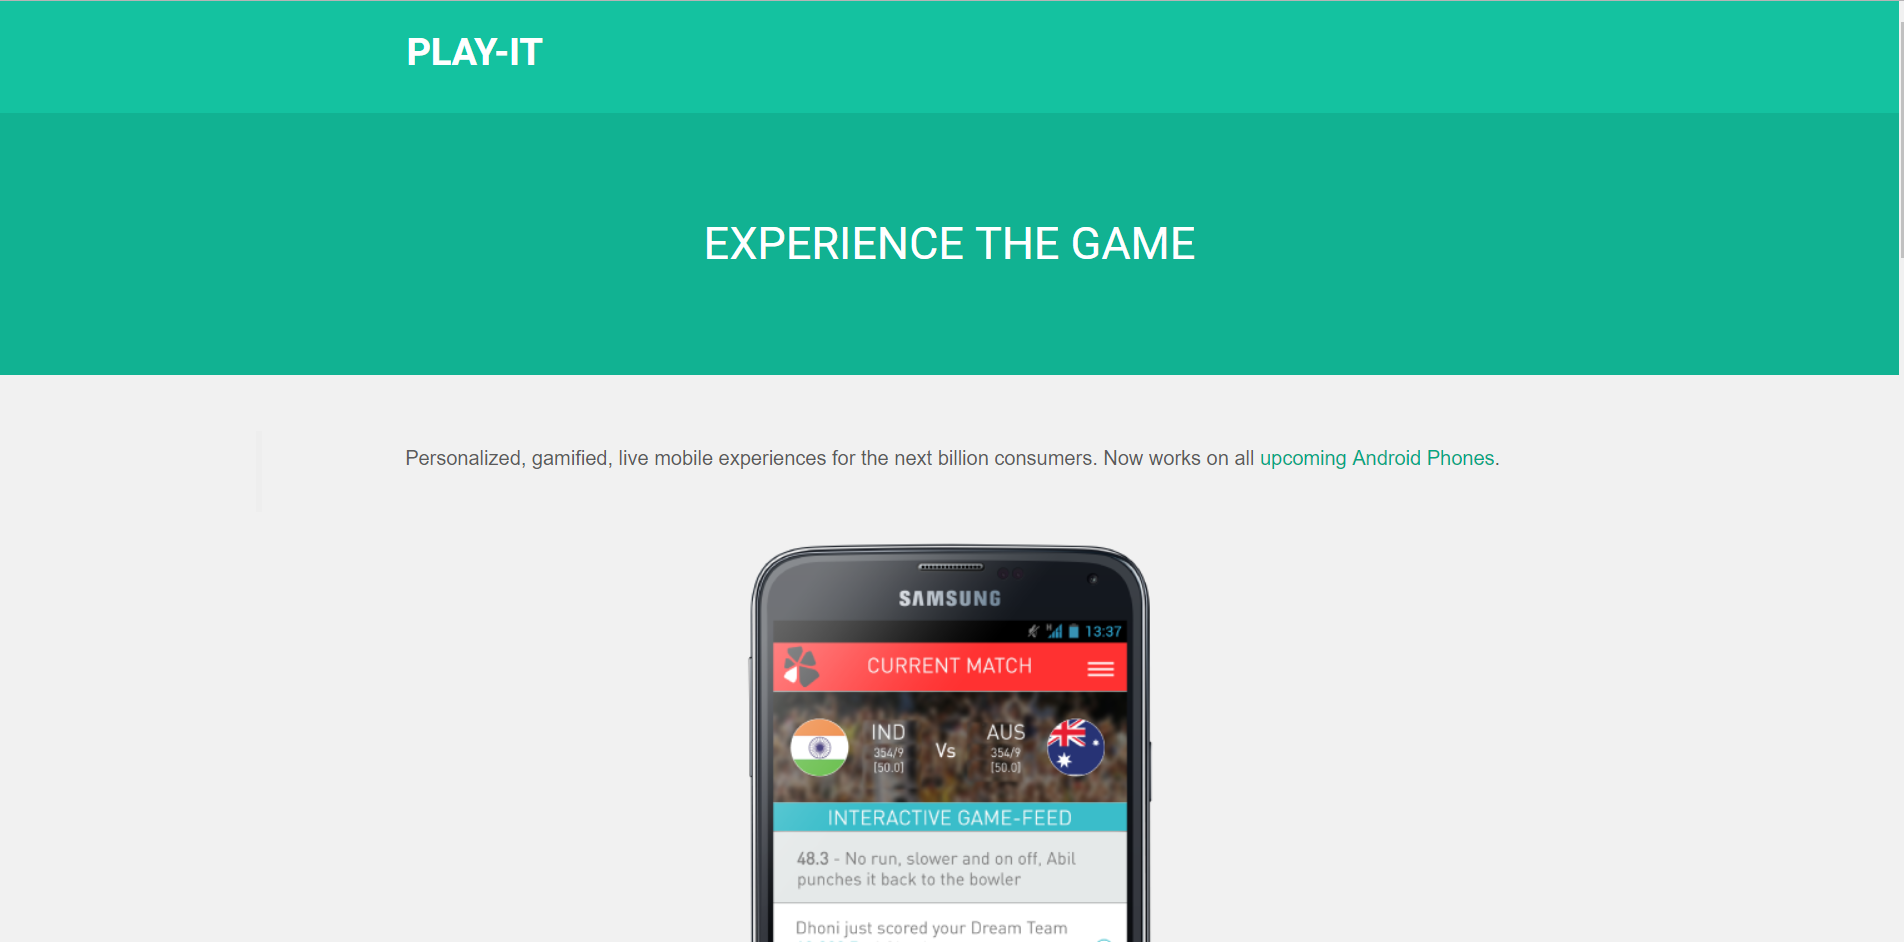 PLAY-IT
EXPERIENCE THE GAME
Personalized, gamified, live mobile experiences for the next billion consumers. Now works on all upcoming Android Phones.
SAMSUNG
H 13:37
CURRENT MATCH
IND
354/9
[50.0]
Vs
AUS
354/9
[50.0]
INTERACTIVE GAME-FEED
48.3 - No run, slower and on off, Abil
punches it back to the bowler
Dhoni just scored your Dream Team